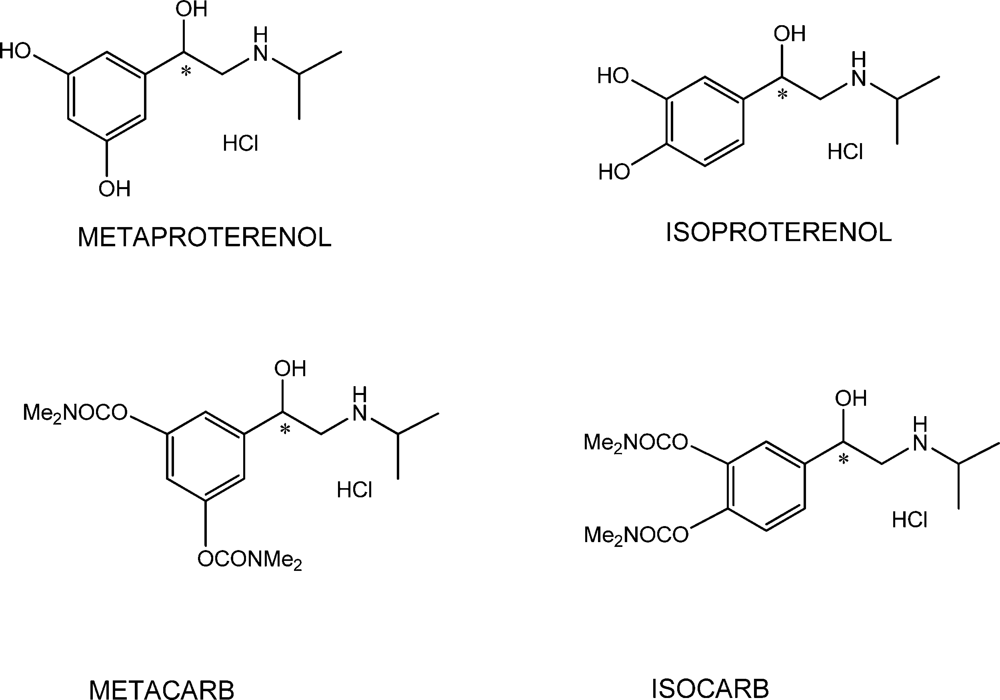 OH
HO
H
N
HCl
OH
METAPROTERENOL
OH
HO
H
N
HO
HCl
ISOPROTERENOL
OH
Me2NOCO
H
N
HCl
OCONMe2
METACARB
OH
Me2NOCO
H
N
Me2NOCO
HCl
ISOCARB
*
*
*
*